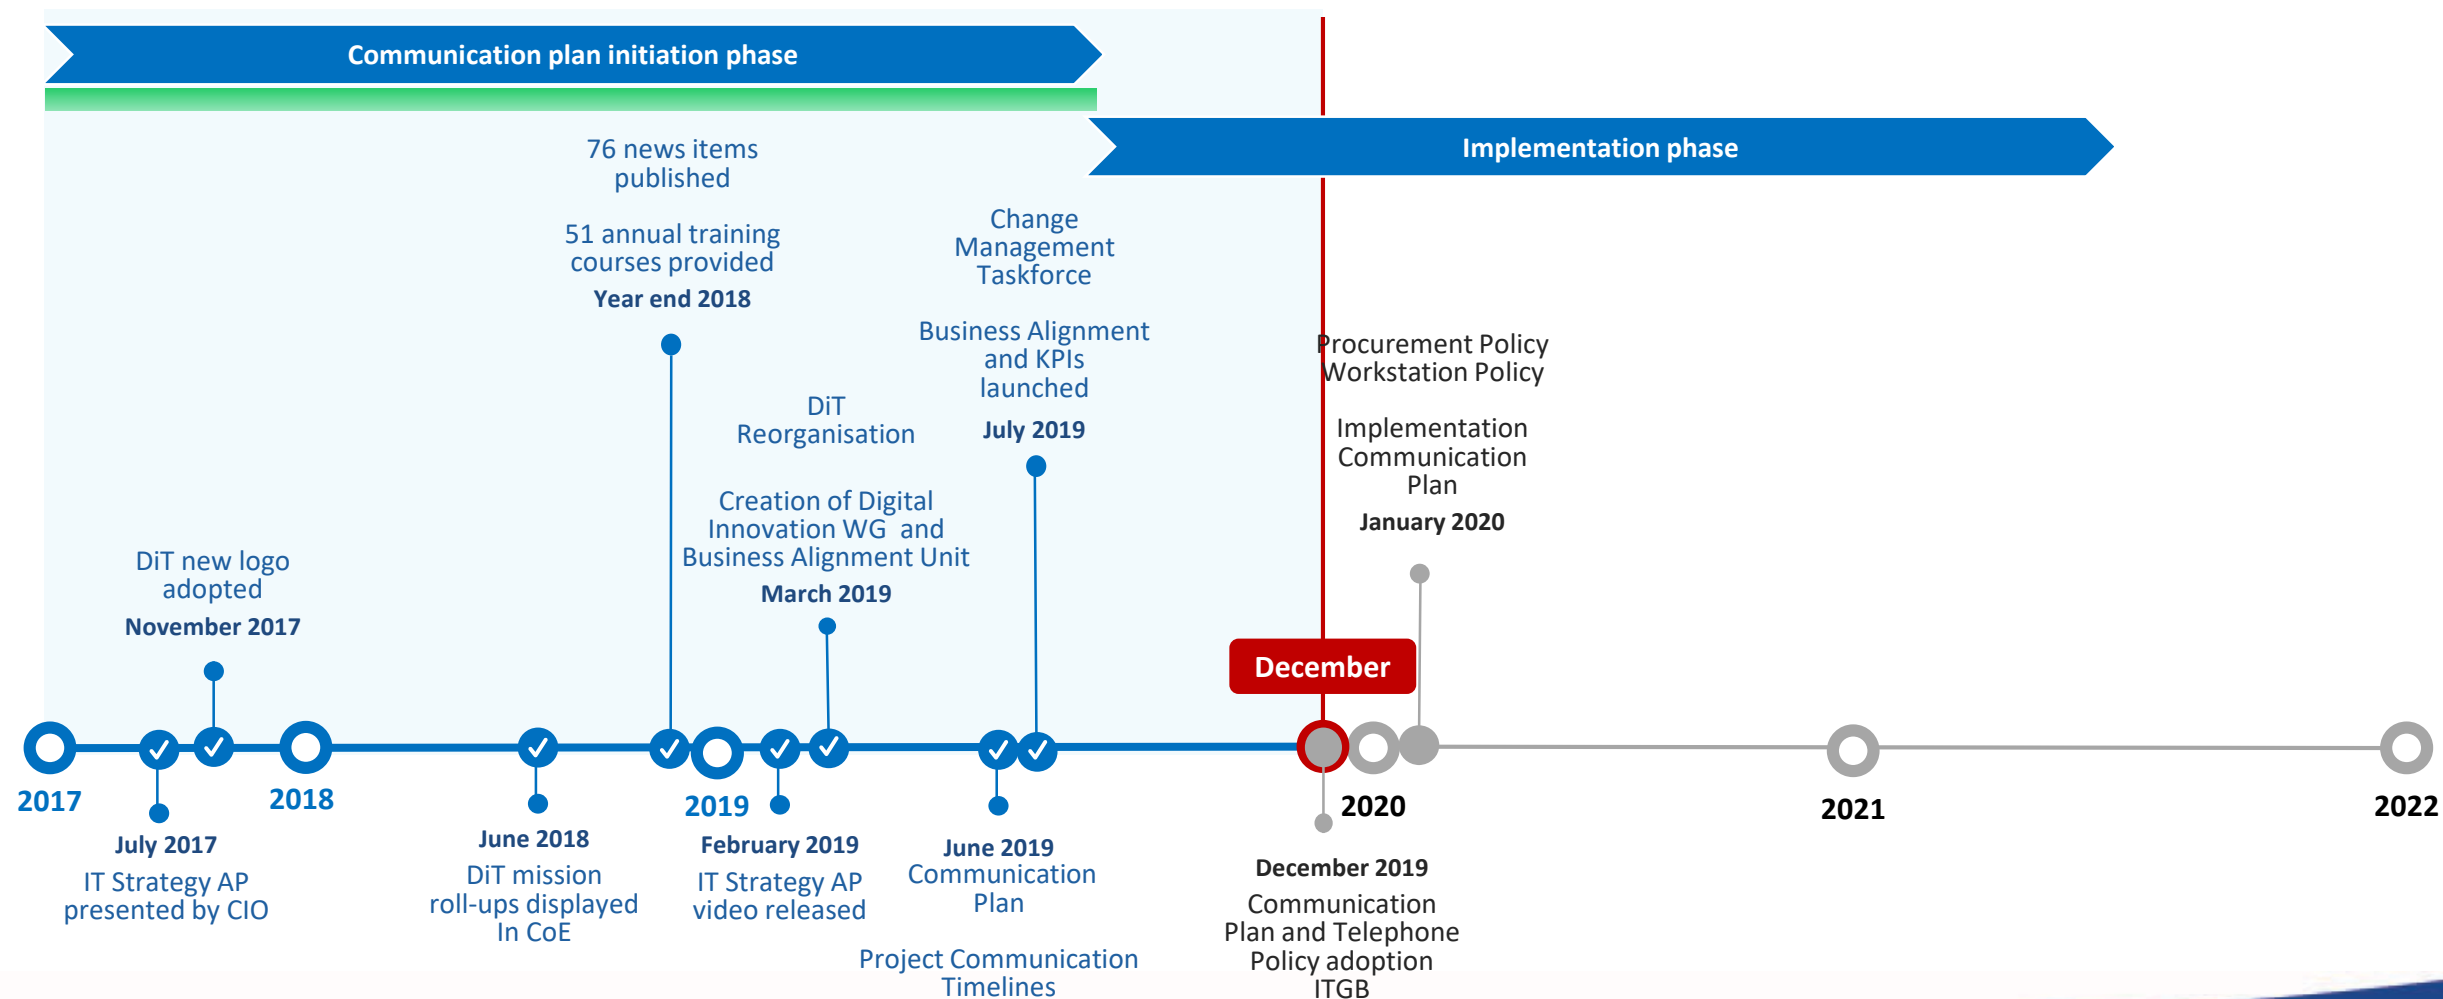 Communication plan initiation phase
Implementation phase
76 news items
published
51 annual training
courses provided
Year end 2018
Change
Management
Taskforce
Business Alignment
and KPIs
launched
July 2019
DiT
Reorganisation
Creation of Digital
Innovation WG and
Business Alignment Unit
March 2019
Procurement Policy
Workstation Policy
Implementation
Communication
Plan
January 2020
DiT new logo
adopted
November 2017
December
2017
2018
2019
2020
2021
2022
July 2017
IT Strategy AP
presented by CIO
June 2018
DiT mission
roll-ups displayed
In CoE
February 2019
IT Strategy AP
video released
June 2019
Communication
Plan
Project Communication
Timelines
December 2019
Communication
Plan and Telephone
Policy adoption
ITGB